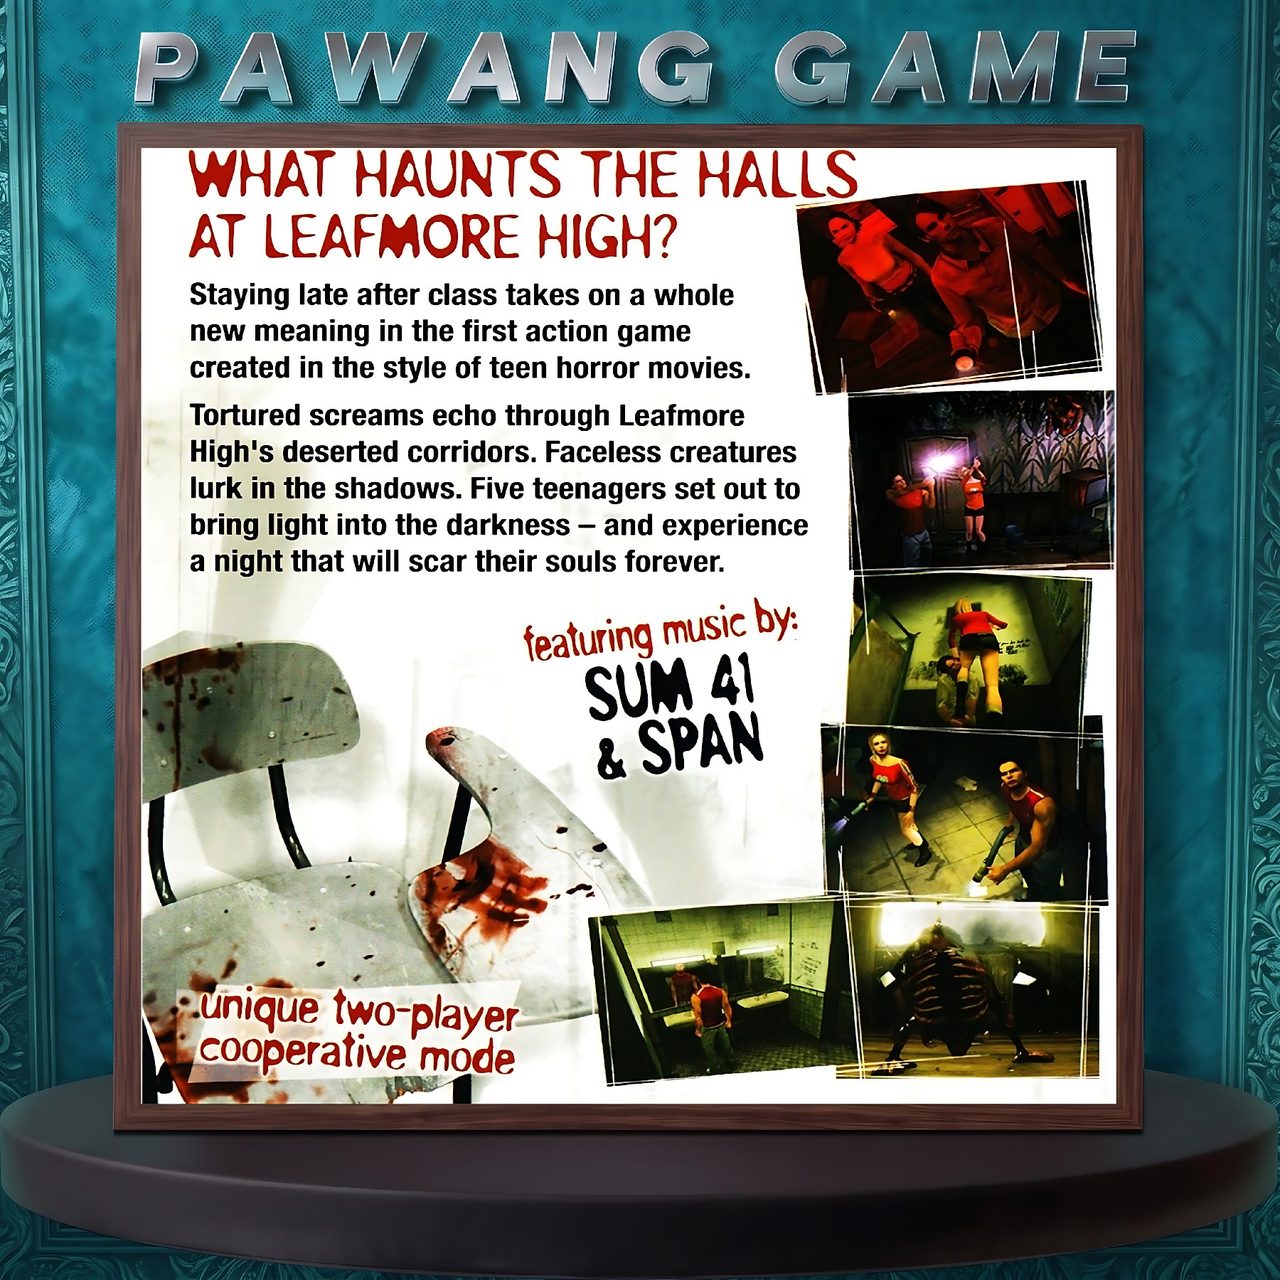 PAWANG GAME
WHAT HAUNTS THE HALLS
AT LEAFMORE HIGH?
Staying late after class takes on a whole
new meaning in the first action game
created in the style of teen horror movies.
Tortured screams echo through Leafmore
High's deserted corridors. Faceless creatures
lurk in the shadows. Five teenagers set out to
bring light into the darkness – and experience
a night that will scar their souls forever.
featuring music by:
SUM 41
& SPAN
unique two-player
cooperative mode